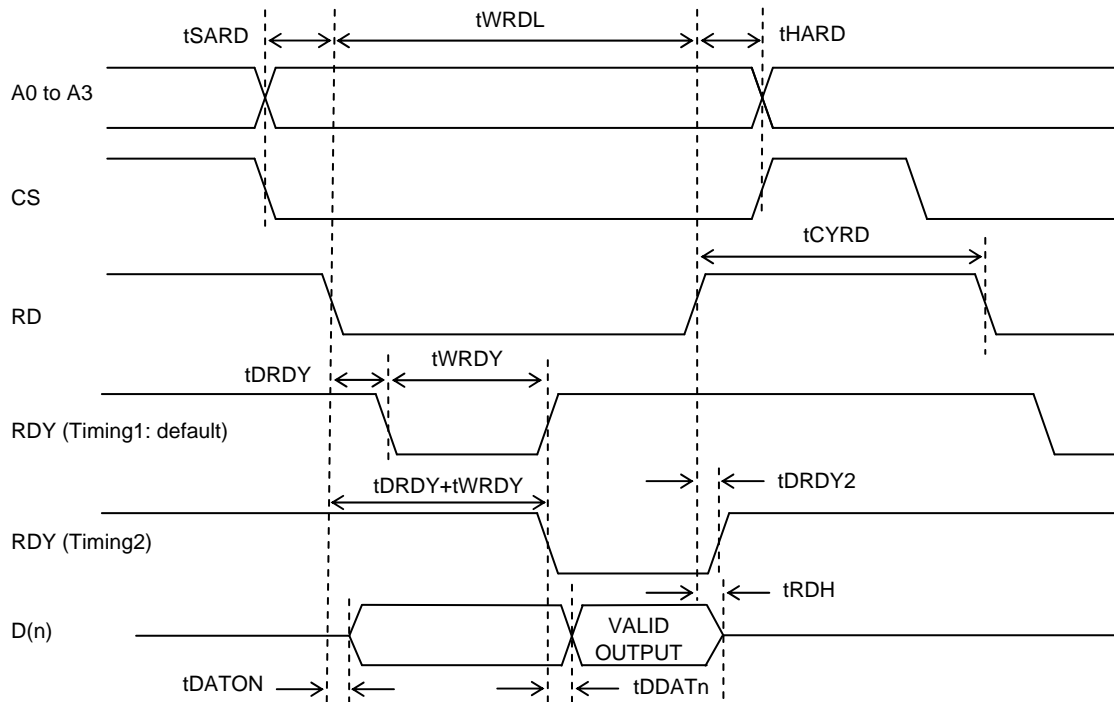 tWRDL
tSARD
tHARD
A0 to A3
CS
tCYRD
RD
tWRDY
tDRDY
RDY (Timing1: default)
tDRDY+tWRDY
tDRDY2
RDY (Timing2)
tRDH
D(n)
VALID
OUTPUT
tDATON
tDDATn